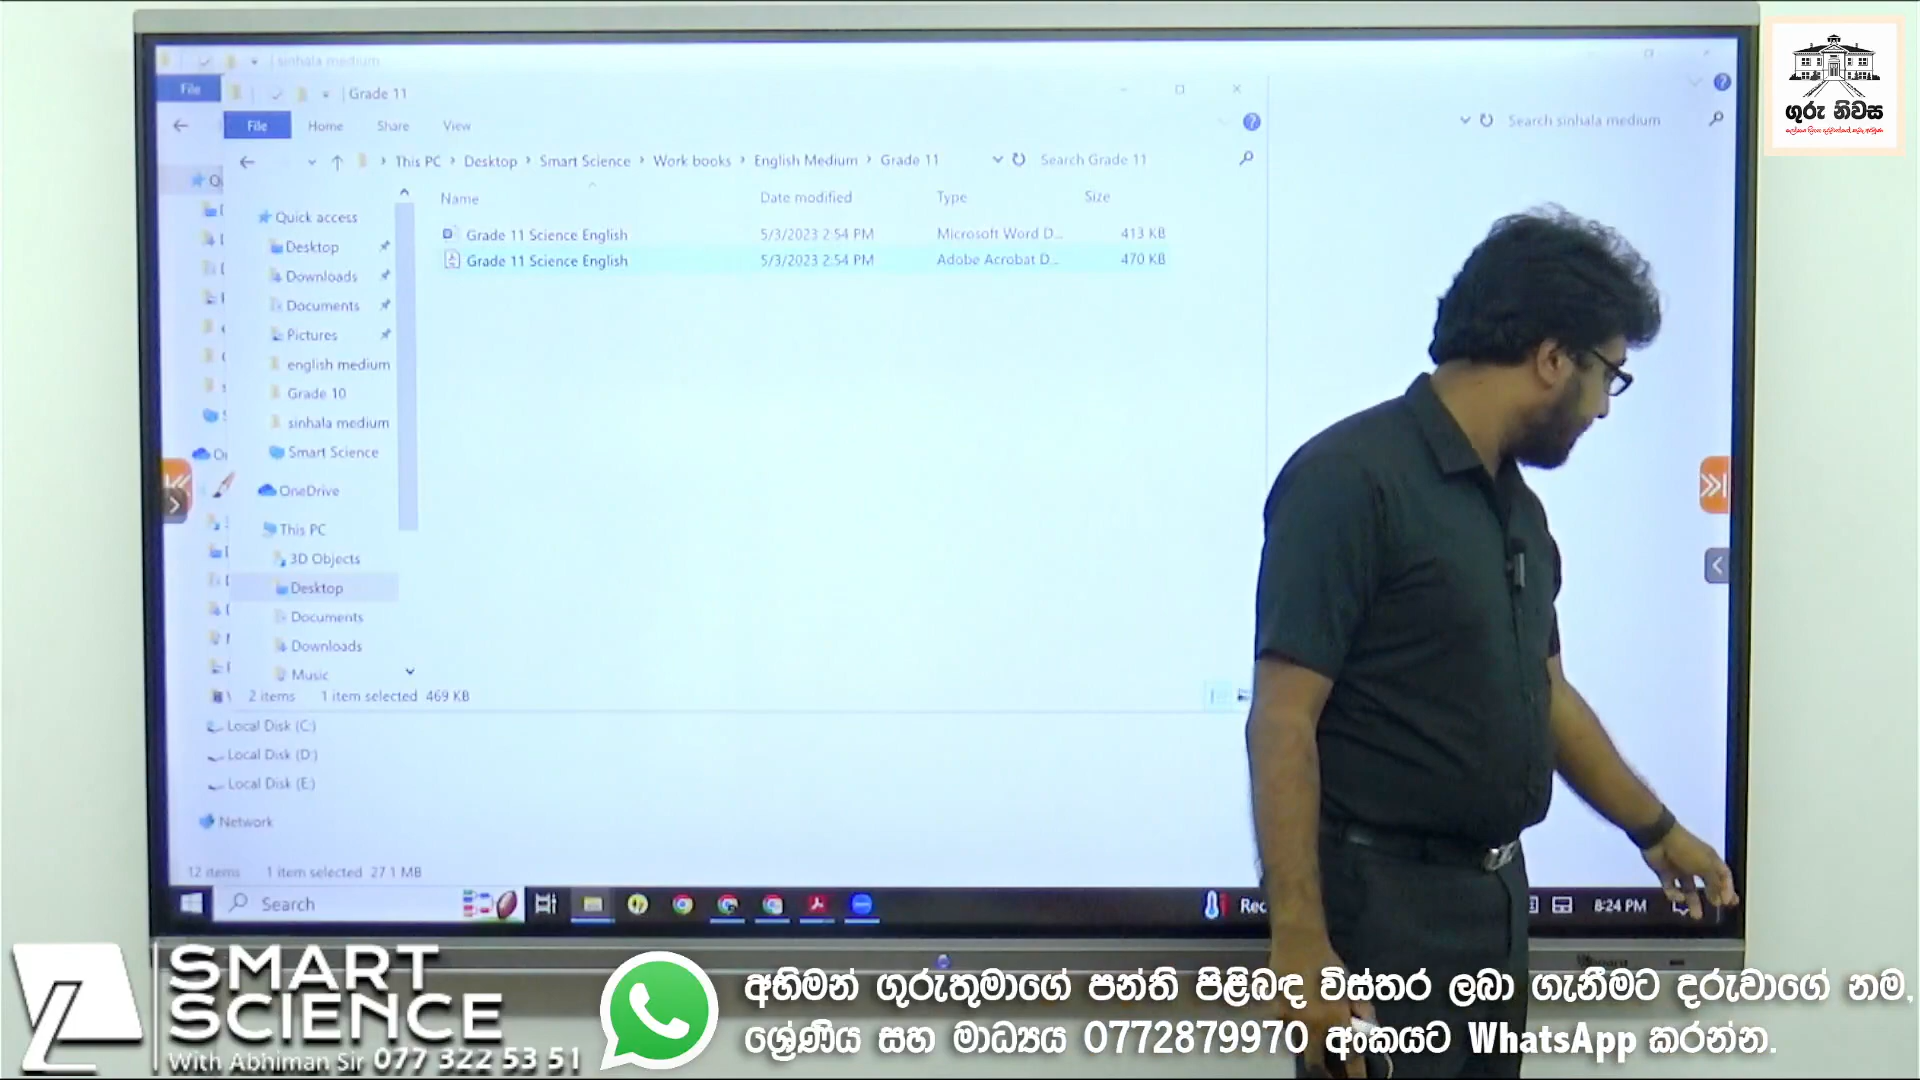 sinhala medium
File
Grade 11
File Home Share View
This PC › Desktop › Smart Science › Work books › English Medium › Grade 11
Search Grade 11
Search sinhala medium
Name Date modified Type Size
Grade 11 Science English 5/3/2023 2:54 PM Microsoft Word D... 413 KB
Grade 11 Science English 5/3/2023 2:54 PM Adobe Acrobat D... 470 KB
Quick access
Desktop
Downloads
Documents
Pictures
english medium
Grade 10
sinhala medium
Smart Science
OneDrive
This PC
3D Objects
Desktop
Documents
Downloads
Music
2 items 1 item selected 469 KB
Local Disk (C:)
Local Disk (D:)
Local Disk (E:)
Network
12 items 1 item selected 27.1 MB
Search
Rec
8:24 PM
ගුරු නිවස
SMART
SCIENCE
With Abhiman Sir 077 322 53 51
අභිමන් ගුරුතුමාගේ පන්ති පිළිබඳ විස්තර ලබා ගැනීමට දරුවාගේ නම,
ශ්‍රේණිය සහ මාධ්‍යය 0772879970 අංකයට WhatsApp කරන්න.